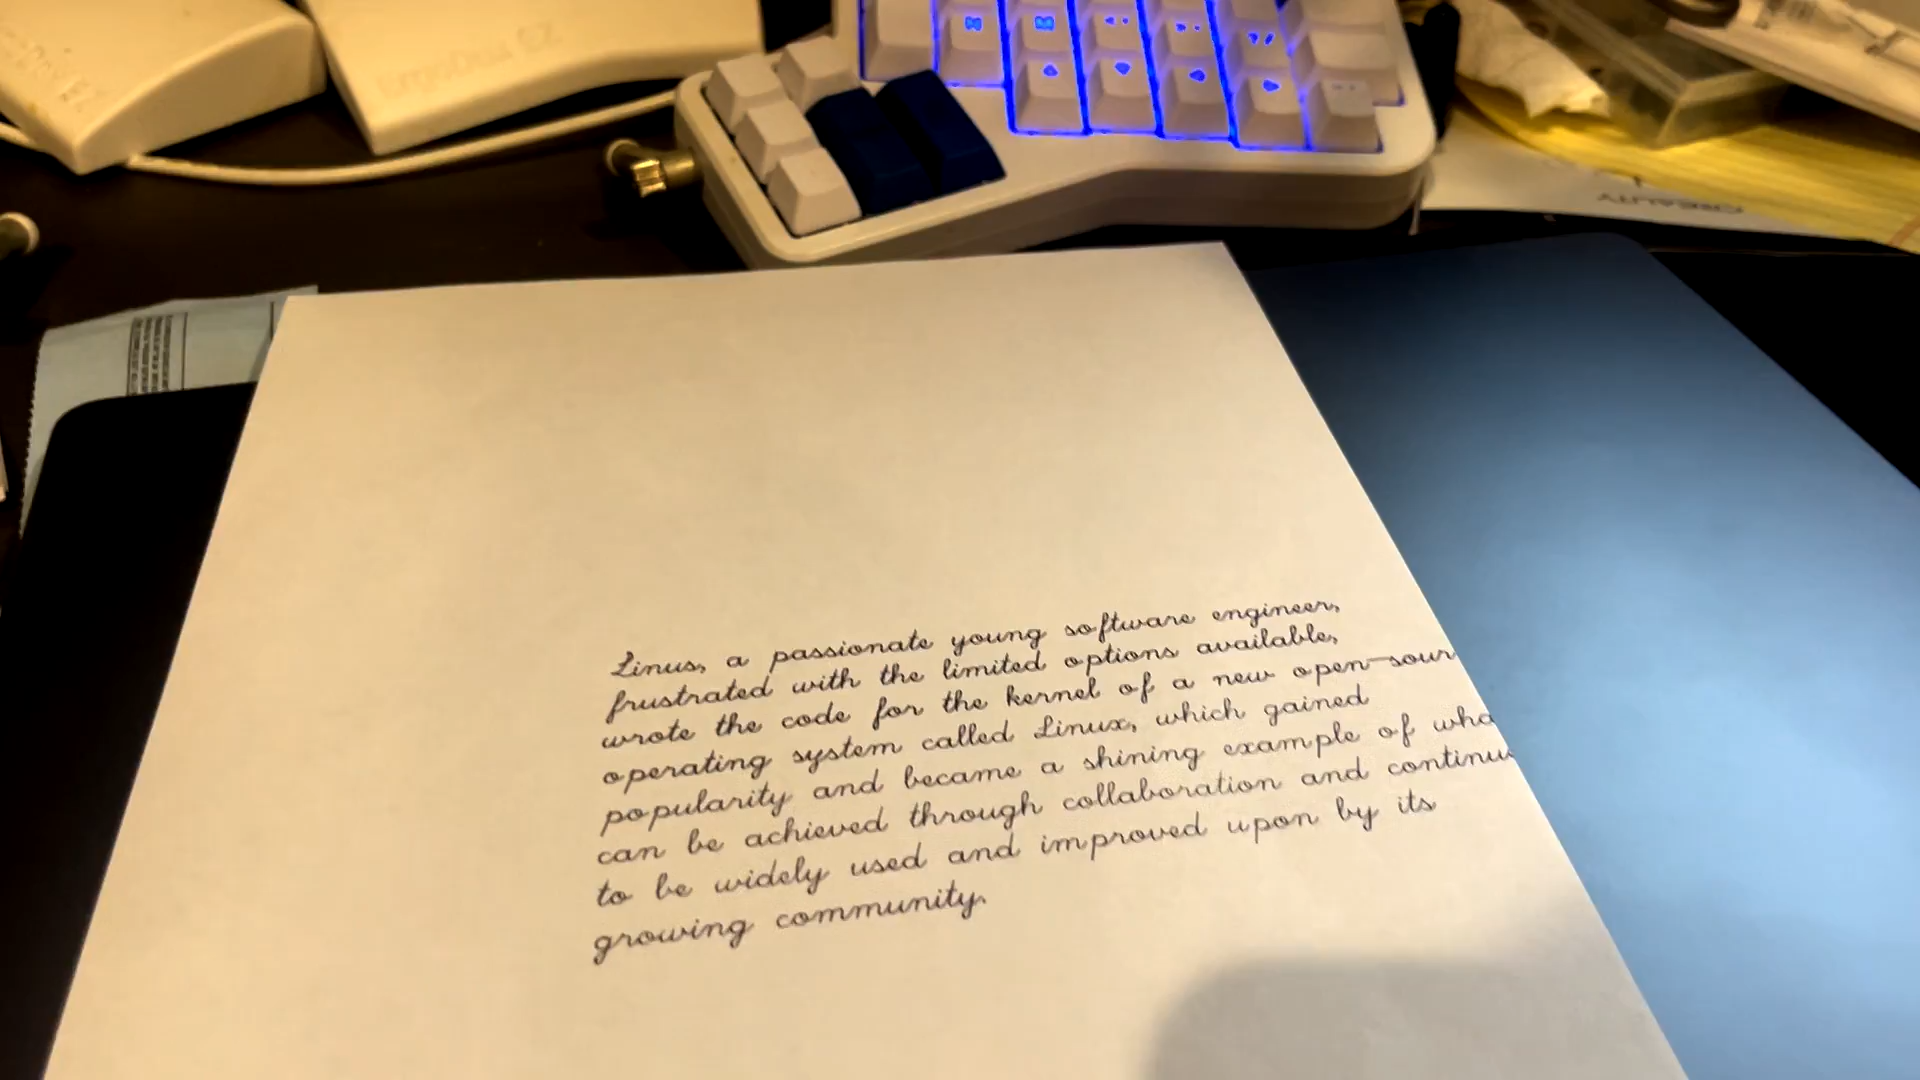 Linus, a passionate young software engineer,
frustrated with the limited options available,
wrote the code for the kernel of a new open-sour
operating system called Linux, which gained
popularity and became a shining example of wha
can be achieved through collaboration and continu
to be widely used and improved upon by its
growing community.